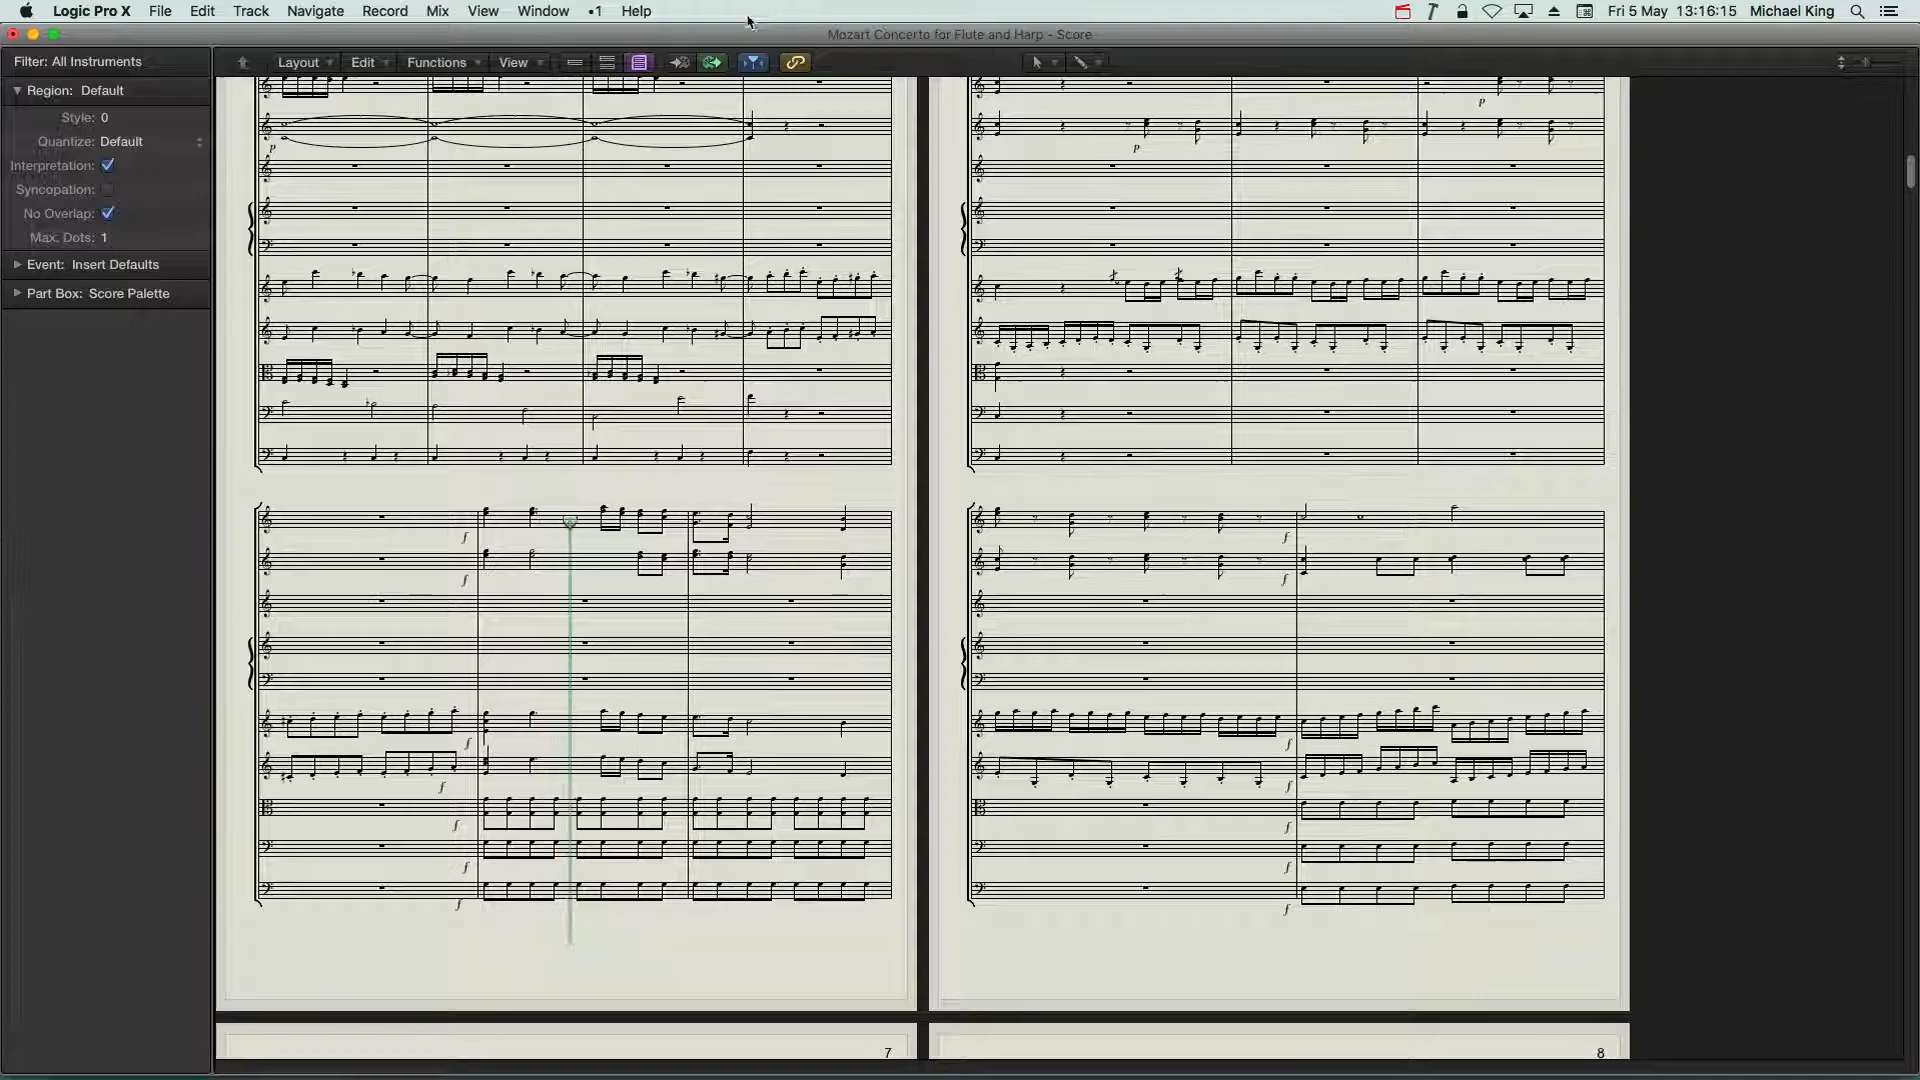 Logic Pro X File Edit Track Navigate Record Mix View Window •1 Help Fri 5 May 13:16:15 Michael King
Mozart Concerto for Flute and Harp - Score
Filter: All Instruments Layout Edit Functions View
Region: Default
Style: 0
Quantize: Default
Interpretation:
Syncopation:
No Overlap:
Max. Dots: 1
Event: Insert Defaults
Part Box: Score Palette
p
p
p
f f
f f
f f
f f
f f
f f
f f
7 8